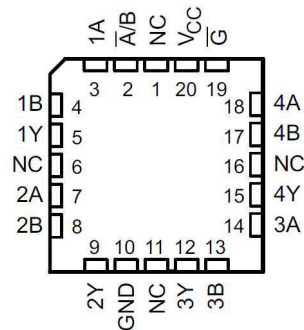 1A A̅/B NC VCC G̅
3 2 1 20 19
1B 4 18 4A
1Y 5 17 4B
NC 6 16 NC
2A 7 15 4Y
2B 8 14 3A
9 10 11 12 13
2Y GND NC 3Y 3B